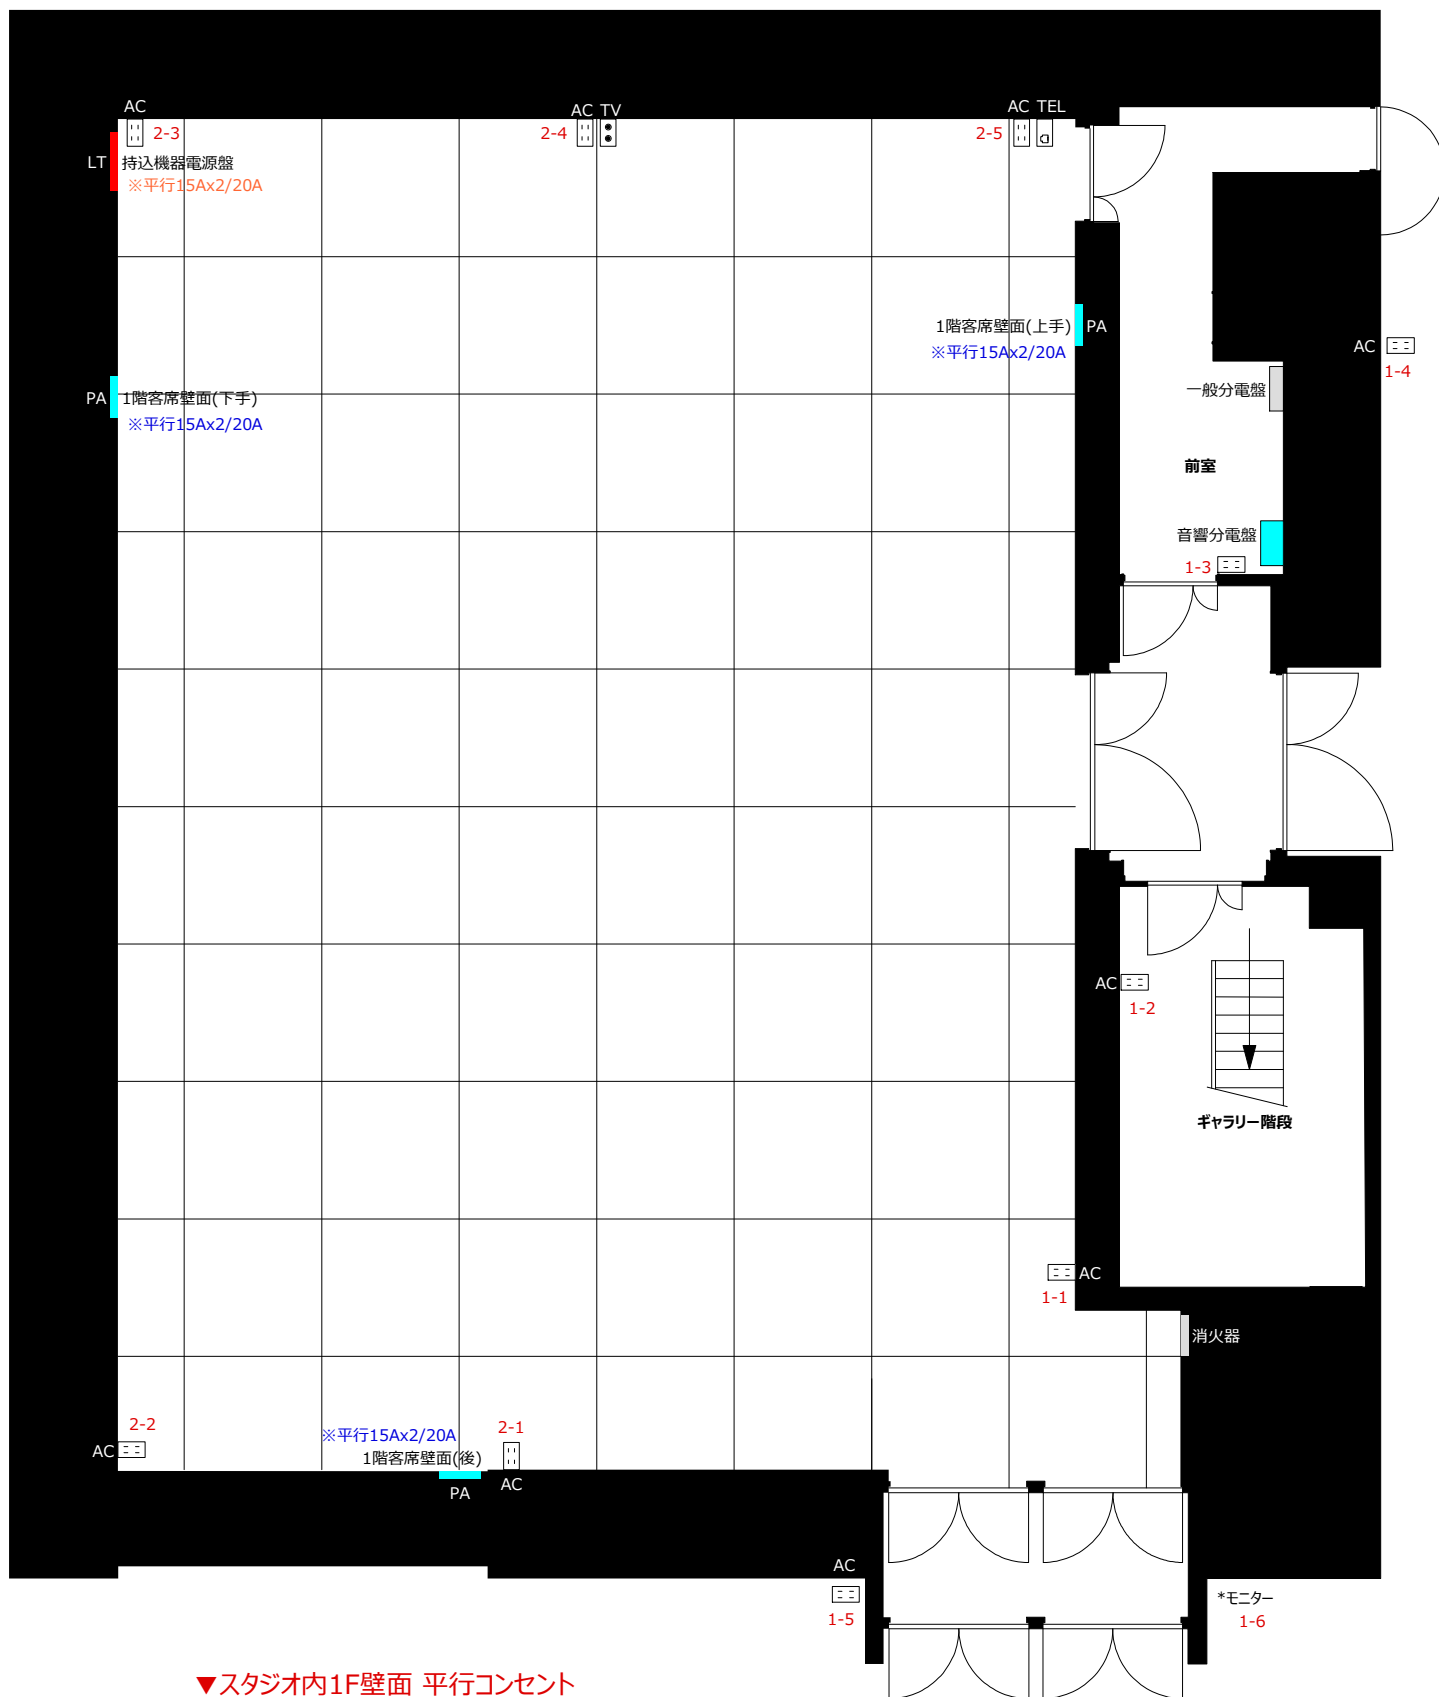 AC
AC TV
AC TEL
2-3
2-4
2-5
LT 持込機器電源盤
※平行15Ax2/20A
1階客席壁面(上手) PA
※平行15Ax2/20A
AC
1-4
PA 1階客席壁面(下手)
※平行15Ax2/20A
一般分電盤
前室
音響分電盤
1-3
AC
1-2
ギャラリー階段
AC
1-1
消火器
2-2
AC
※平行15Ax2/20A
1階客席壁面(後)
PA
2-1
AC
AC
1-5
*モニター
1-6
▼スタジオ内1F壁面 平行コンセント